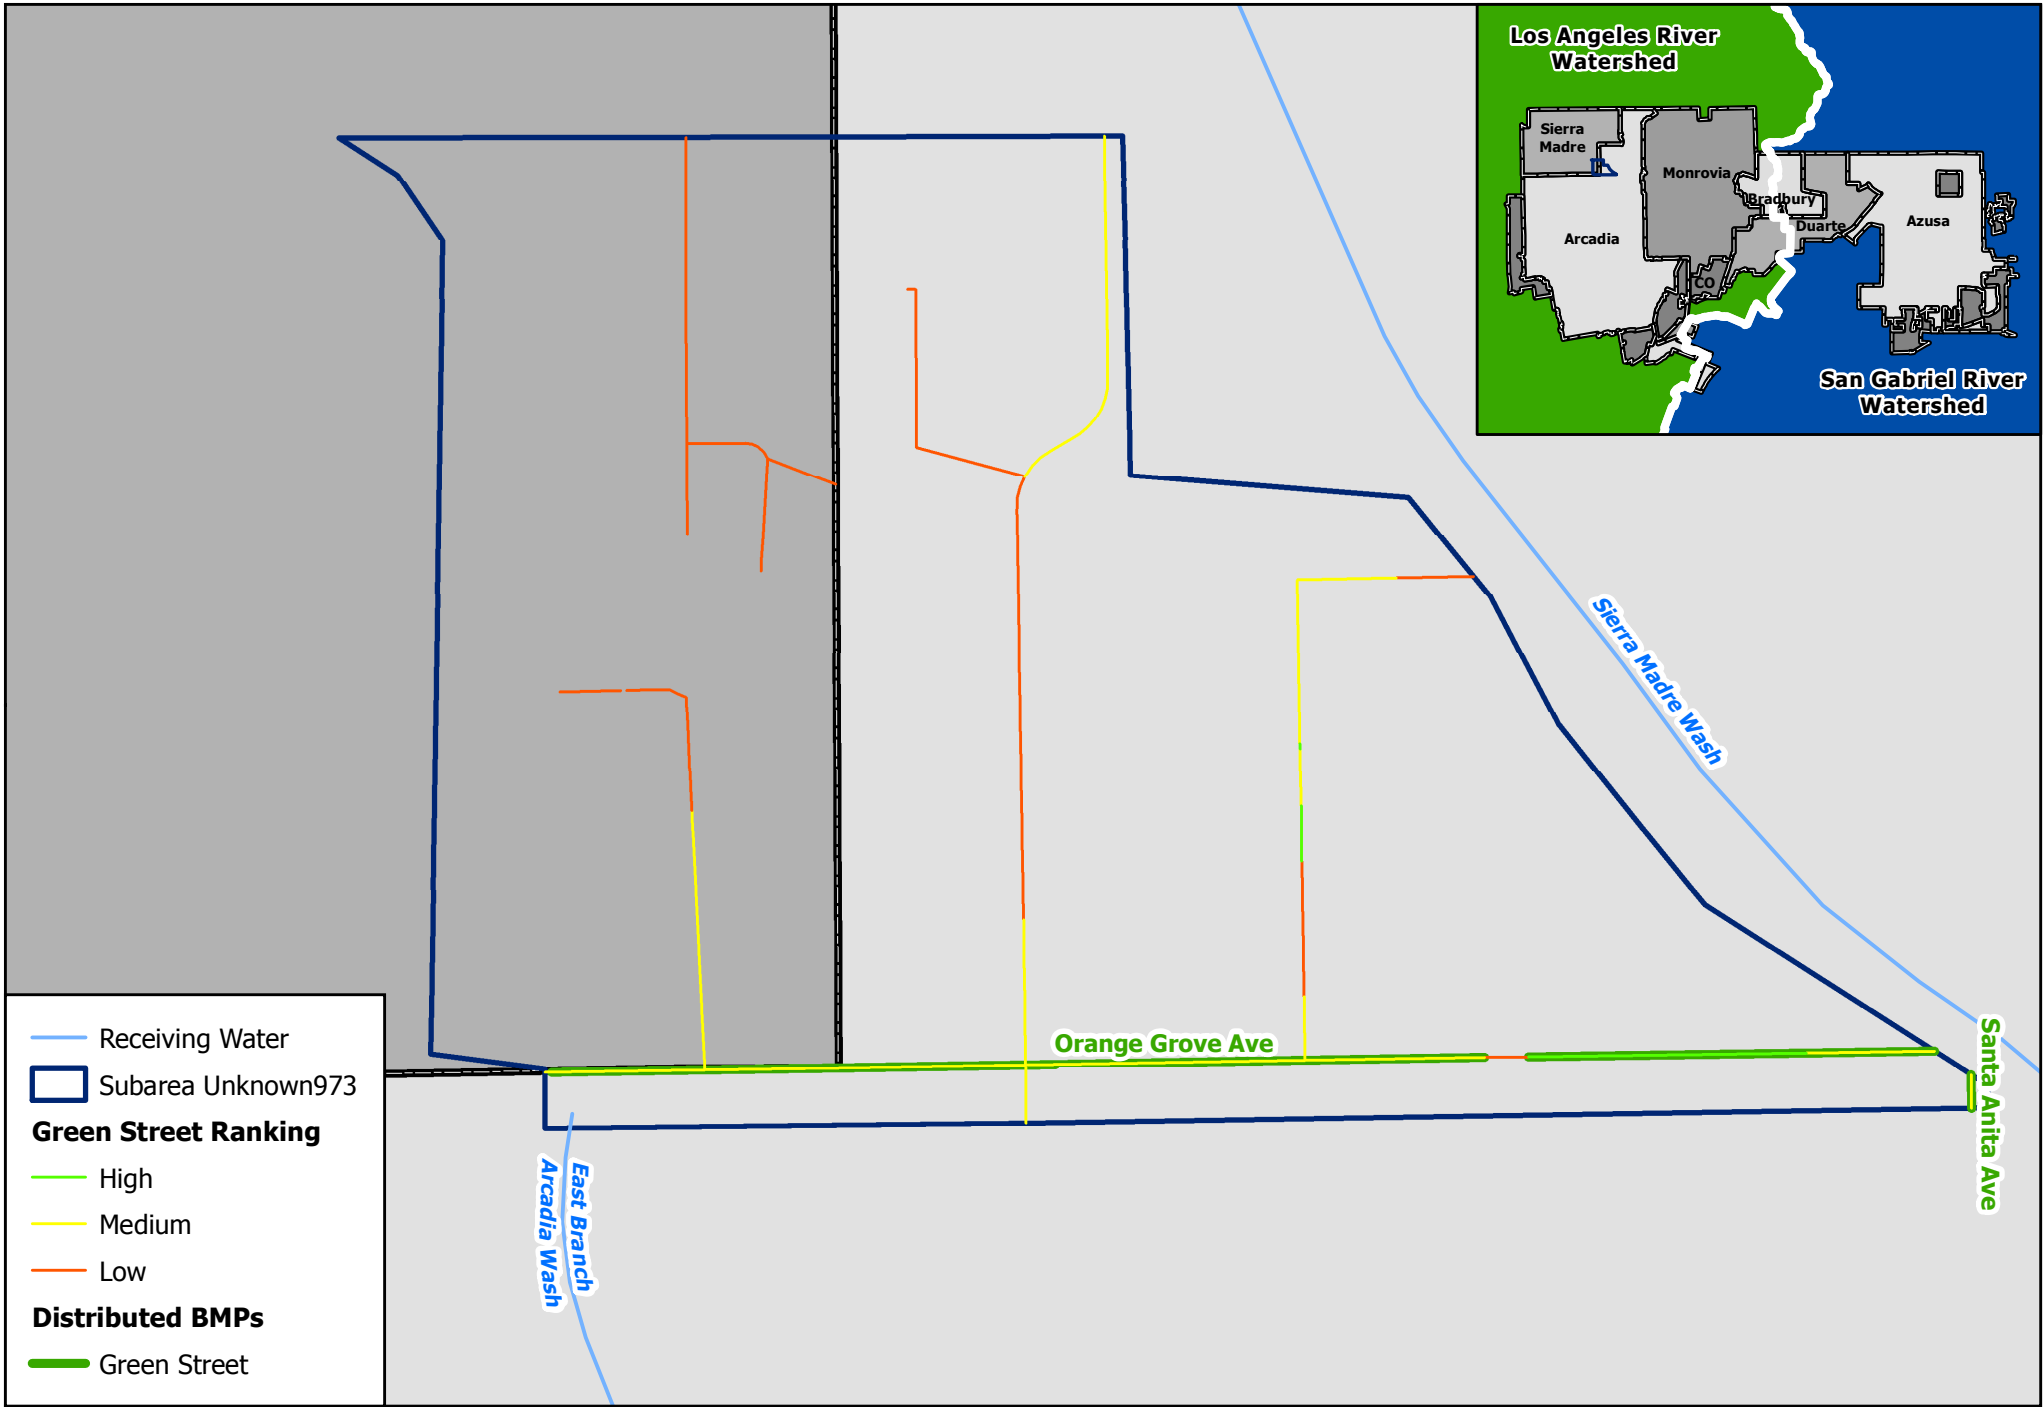 Los Angeles River
Watershed
Sierra
Madre
Monrovia
Bradbury
Duarte
Azusa
Arcadia
CO
San Gabriel River
Watershed
Sierra Madre Wash
Orange Grove Ave
Santa Anita Ave
East Branch
Arcadia Wash
Receiving Water
Subarea Unknown973
Green Street Ranking
High
Medium
Low
Distributed BMPs
Green Street